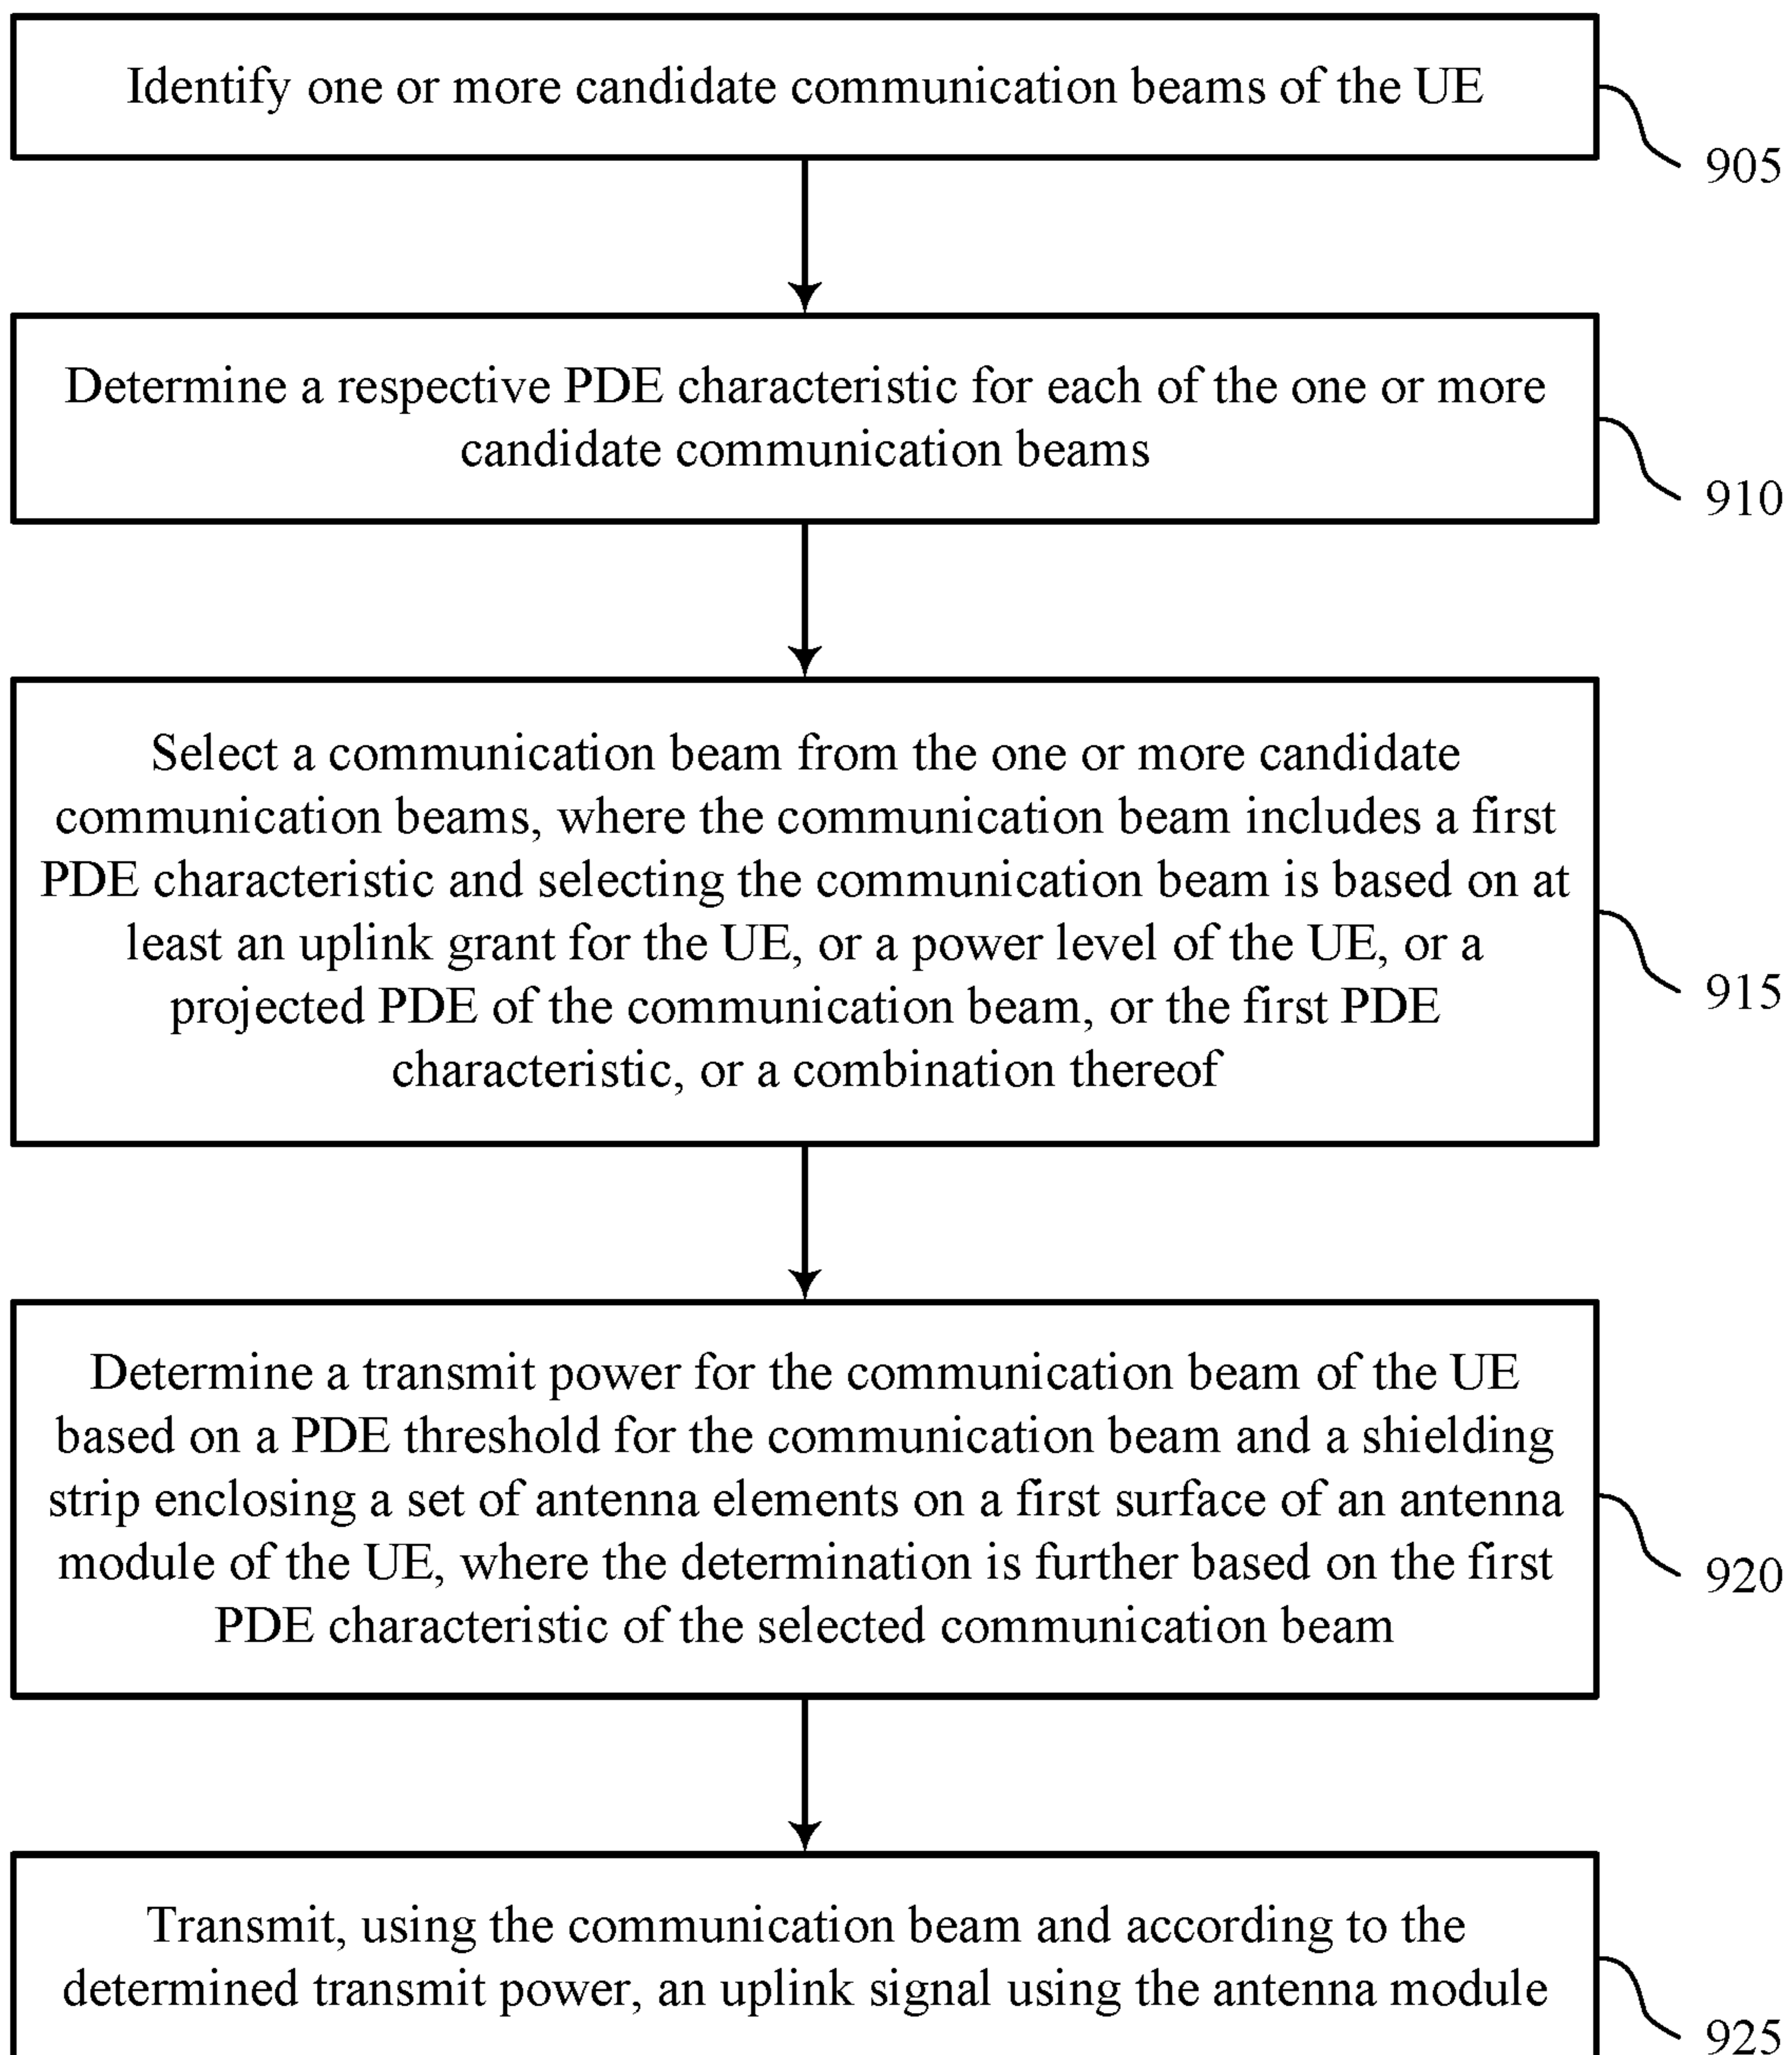 Identify one or more candidate communication beams of the UE
905
Determine a respective PDE characteristic for each of the one or more
candidate communication beams
910
Select a communication beam from the one or more candidate
communication beams, where the communication beam includes a first
PDE characteristic and selecting the communication beam is based on at
least an uplink grant for the UE, or a power level of the UE, or a
projected PDE of the communication beam, or the first PDE
characteristic, or a combination thereof
915
Determine a transmit power for the communication beam of the UE
based on a PDE threshold for the communication beam and a shielding
strip enclosing a set of antenna elements on a first surface of an antenna
module of the UE, where the determination is further based on the first
PDE characteristic of the selected communication beam
920
Transmit, using the communication beam and according to the
determined transmit power, an uplink signal using the antenna module
925